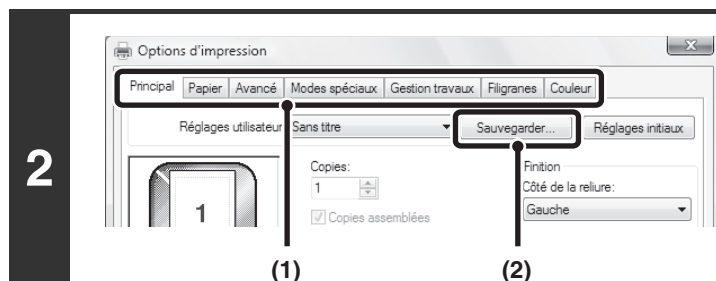 2
Options d'impression
Principal Papier Avancé Modes spéciaux Gestion travaux Filigranes Couleur
Réglages utilisateur Sans titre Sauvegarder... Réglages initiaux
Copies: Finition
1 1 Côté de la reliure:
Copies assemblées Gauche
(1) (2)